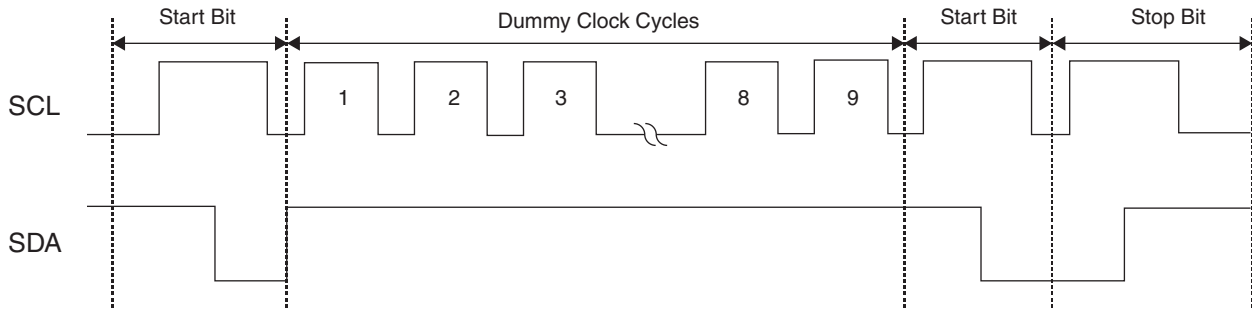 Start Bit Dummy Clock Cycles Start Bit Stop Bit
SCL 1 2 3 8 9
SDA